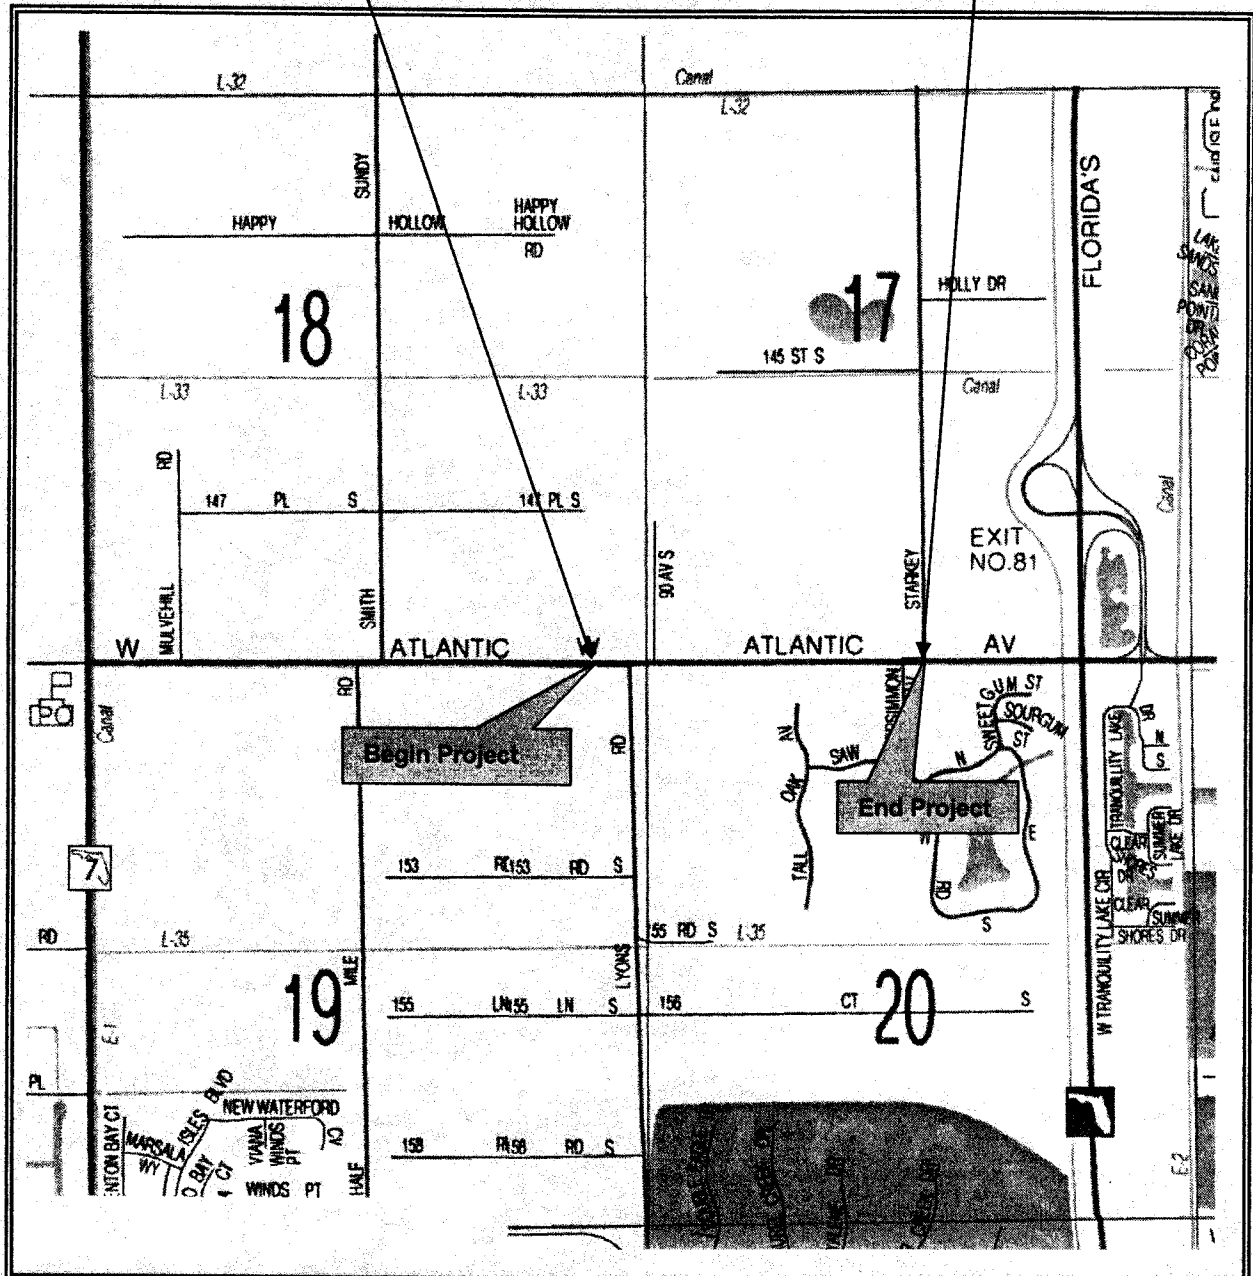 L-32
Canal
L-32
SUNDY
FLORIDA'S
HAPPY
HOLLOW
HAPPY
HOLLOW
RD
18
17
HOLLY DR
145 ST S
L-33
L-33
Canal
RD
147 PL S
147 PL S
Canal
EXIT
NO.81
90 AV S
STARKEY
MULVEHILL
SMITH
W
ATLANTIC
ATLANTIC
AV
PO
Canal
RD
RD
SWEETGUM ST
SOURGUM
ST
AV
SAW
N
OAK
TALL
Begin Project
End Project
W
E
RD
S
DR
N
S
TRANQUILITY LAKE
SUMMER
LAKE DR
CLEAR
CLEAR
SUMMER
SHORES DR
W TRANQUILITY LAKE CIR
7
153
RD
153 RD S
RD
L-35
155 RD S
L-35
LYONS
19
MILE
155
LN
155 LN S
156
CT
20
S
E-1
PL
ISLES BLVD
NEW WATERFORD
CV
MARSALA
WY
VIANA
WINDS
PT
BAY
CT
WINDS PT
HALF
158
RD
158 RD S
E-2